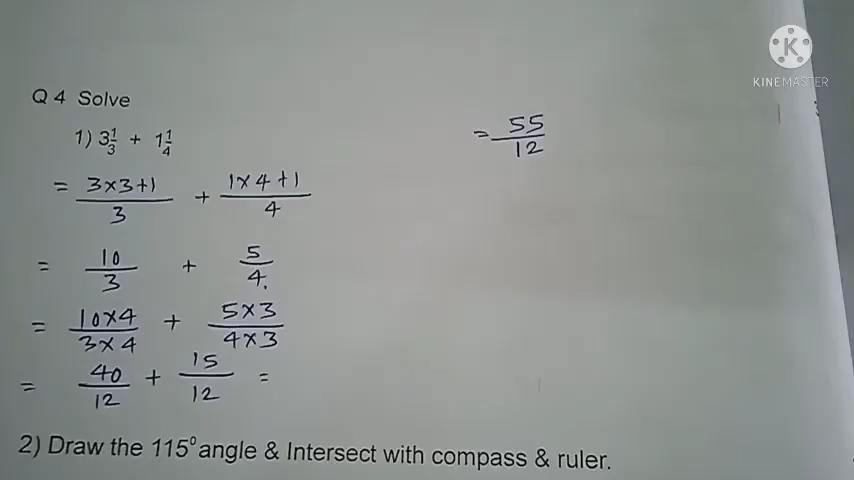 Q 4 Solve
1) 3 1/3 + 1 1/4
= 3×3+1/3 + 1×4+1/4
= 10/3 + 5/4.
= 10×4/3×4 + 5×3/4×3
= 40/12 + 15/12 =
= 55/12
2) Draw the 115° angle & Intersect with compass & ruler.
K
KINEMASTER